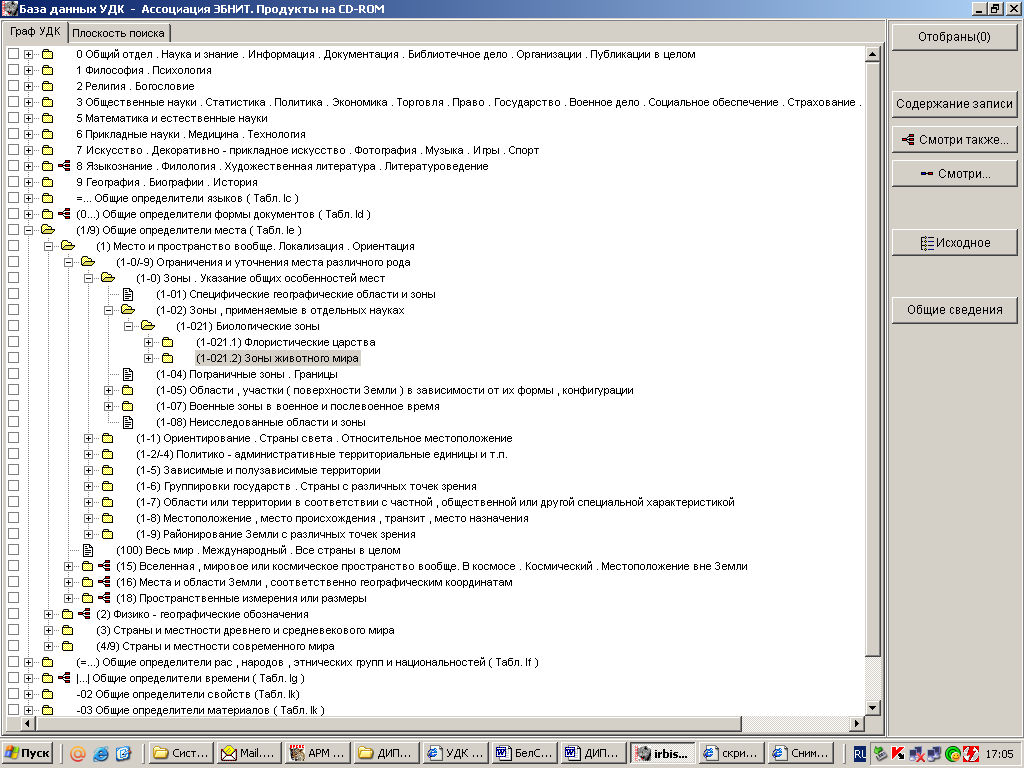 База данных УДК - Ассоциация ЭБНИТ. Продукты на CD-ROM
Граф УДК
Плоскость поиска
0 Общий отдел . Наука и знание . Информация . Документация . Библиотечное дело . Организации . Публикации в целом
1 Философия . Психология
2 Религия . Богословие
3 Общественные науки . Статистика . Политика . Экономика . Торговля . Право . Государство . Военное дело . Социальное обеспечение . Страхование .
5 Математика и естественные науки
6 Прикладные науки . Медицина . Технология
7 Искусство . Декоративно - прикладное искусство . Фотография . Музыка . Игры . Спорт
8 Языкознание . Филология . Художественная литература . Литературоведение
9 География . Биографии . История
=... Общие определители языков ( Табл. Ic )
(0...) Общие определители формы документов ( Табл. Id )
(1/9) Общие определители места ( Табл. Ie )
(1) Место и пространство вообще. Локализация . Ориентация
(1-0/-9) Ограничения и уточнения места различного рода
(1-0) Зоны . Указание общих особенностей мест
(1-01) Специфические географические области и зоны
(1-02) Зоны , применяемые в отдельных науках
(1-021) Биологические зоны
(1-021.1) Флористические царства
(1-021.2) Зоны животного мира
(1-04) Пограничные зоны . Границы
(1-05) Области , участки ( поверхности Земли ) в зависимости от их формы , конфигурации
(1-07) Военные зоны в военное и послевоенное время
(1-08) Неисследованные области и зоны
(1-1) Ориентирование . Страны света . Относительное местоположение
(1-2/-4) Политико - административные территориальные единицы и т.п.
(1-5) Зависимые и полузависимые территории
(1-6) Группировки государств . Страны с различных точек зрения
(1-7) Области или территории в соответствии с частной , общественной или другой специальной характеристикой
(1-8) Местоположение , место происхождения , транзит , место назначения
(1-9) Районирование Земли с различных точек зрения
(100) Весь мир . Международный . Все страны в целом
(15) Вселенная , мировое или космическое пространство вообще. В космосе . Космический . Местоположение вне Земли
(16) Места и области Земли , соответственно географическим координатам
(18) Пространственные измерения или размеры
(2) Физико - географические обозначения
(3) Страны и местности древнего и средневекового мира
(4/9) Страны и местности современного мира
(=...) Общие определители рас , народов , этнических групп и национальностей ( Табл. If )
|...| Общие определители времени ( Табл. Ig )
-02 Общие определители свойств (Табл. Ik)
-03 Общие определители материалов ( Табл. Ik )
Отобраны(0)
Содержание записи
Смотри также...
Смотри...
Исходное
Общие сведения
Пуск
Сист...
Mail....
АРМ ...
ДИП...
УДК ...
БелС...
ДИП...
irbis...
скри...
Сним...
RU
17:05